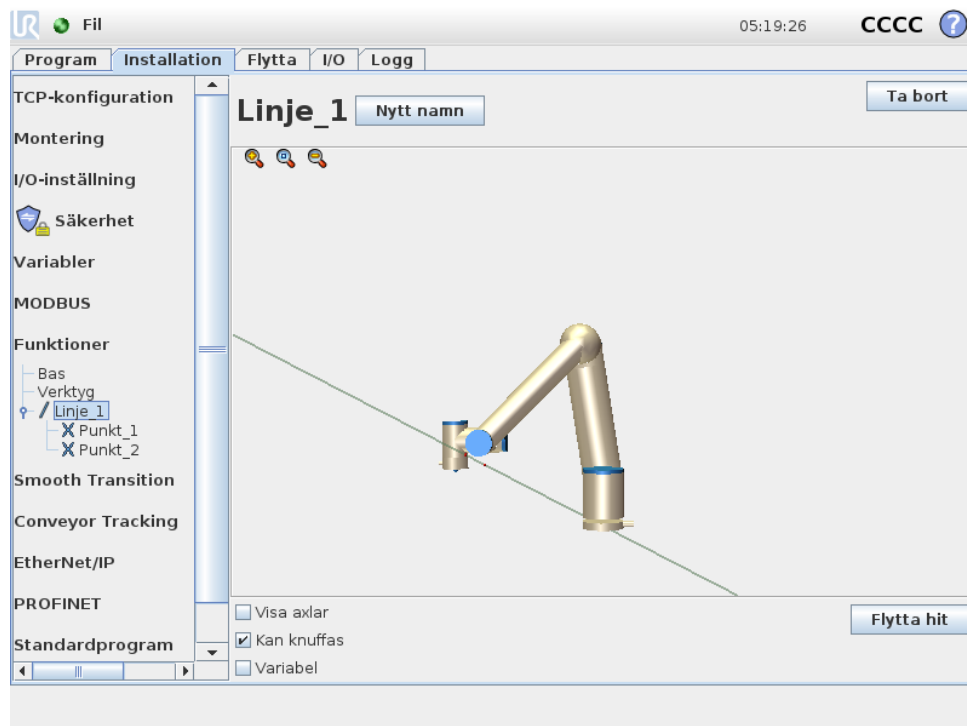 UR Fil 05:19:26 CCCC ?
Program Installation Flytta I/O Logg
TCP-konfiguration
Montering
I/O-inställning
Säkerhet
Variabler
MODBUS
Funktioner
Bas
Verktyg
Linje_1
Punkt_1
Punkt_2
Smooth Transition
Conveyor Tracking
EtherNet/IP
PROFINET
Standardprogram
Linje_1 Nytt namn Ta bort
Visa axlar
Kan knuffas
Variabel
Flytta hit